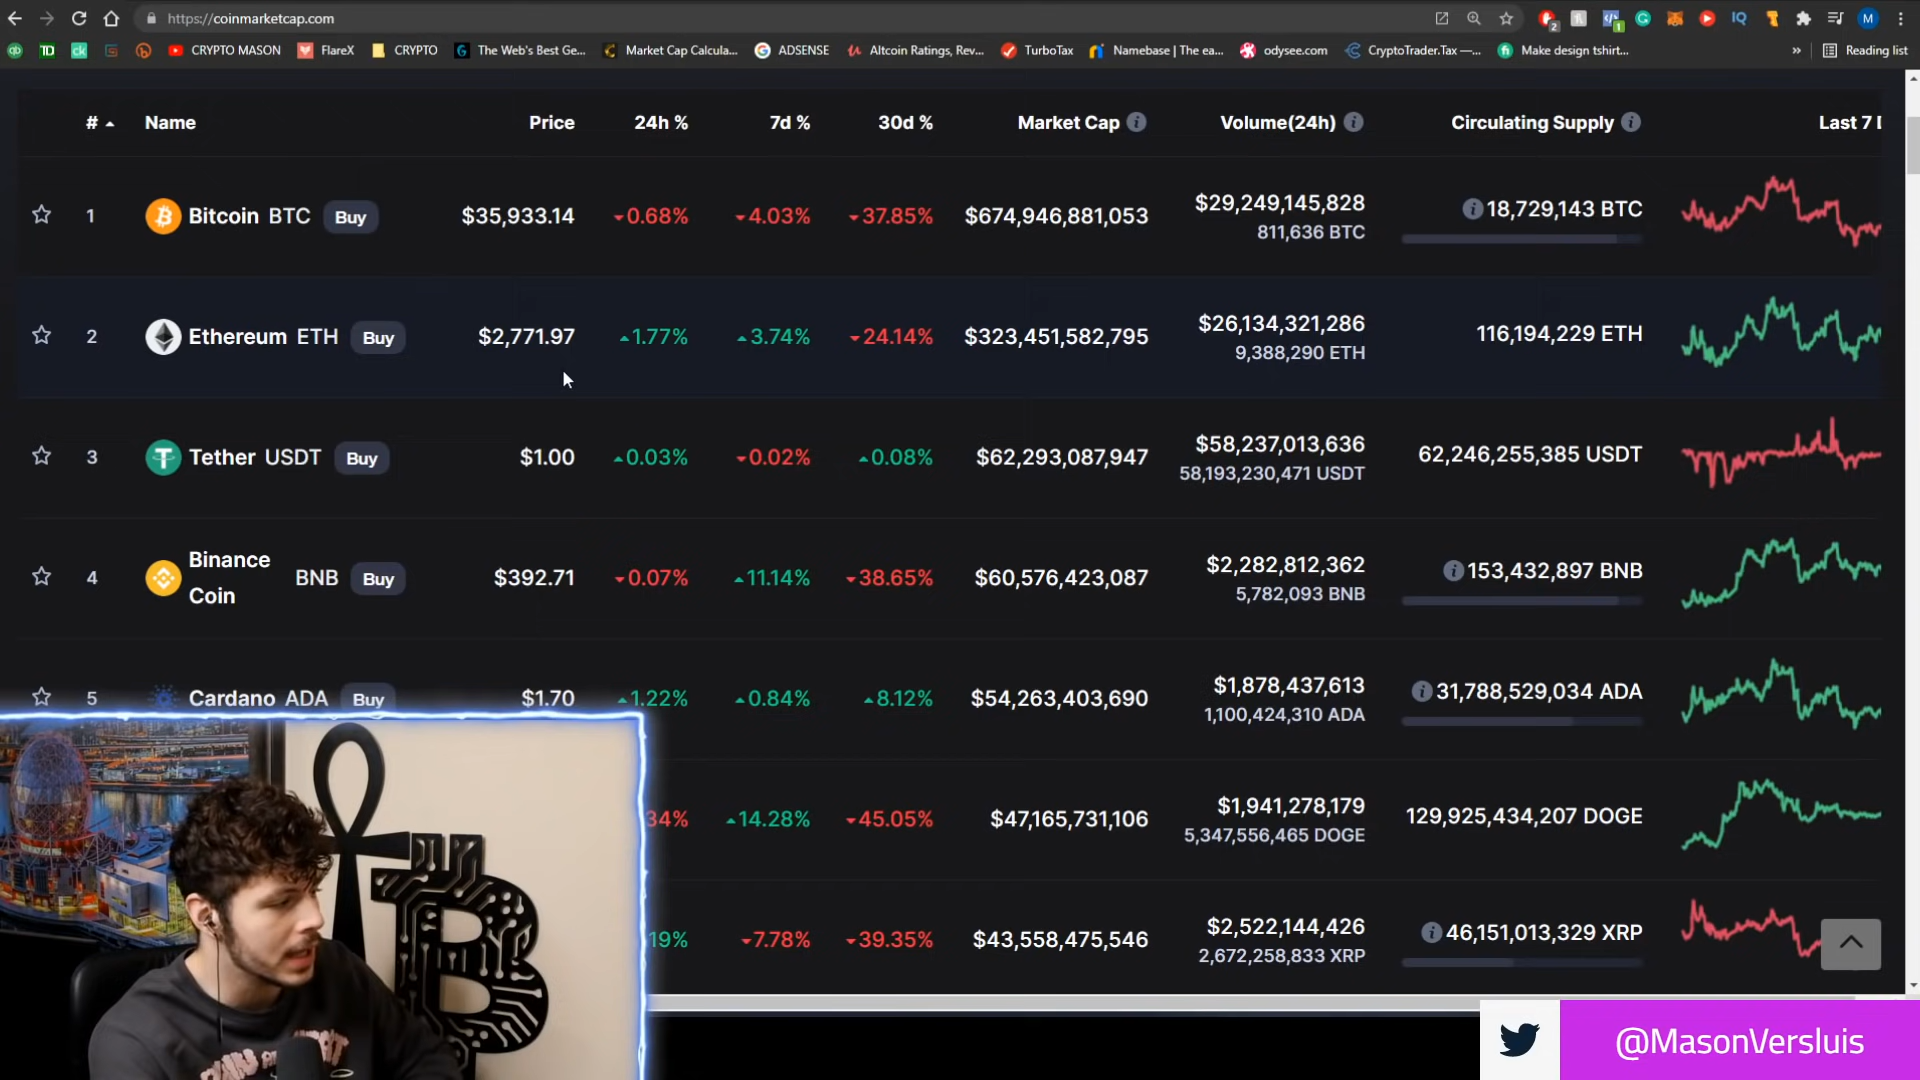 https://coinmarketcap.com
CRYPTO MASON FlareX CRYPTO The Web's Best Ge... Market Cap Calcula... ADSENSE Altcoin Ratings, Rev... TurboTax Namebase | The ea... odysee.com CryptoTrader.Tax —... Make design tshirt... » Reading list
# Name Price 24h % 7d % 30d % Market Cap Volume(24h) Circulating Supply Last 7 D
1 Bitcoin BTC Buy $35,933.14 0.68% 4.03% 37.85% $674,946,881,053 $29,249,145,828 18,729,143 BTC
811,636 BTC
2 Ethereum ETH Buy $2,771.97 1.77% 3.74% 24.14% $323,451,582,795 $26,134,321,286 116,194,229 ETH
9,388,290 ETH
3 Tether USDT Buy $1.00 0.03% 0.02% 0.08% $62,293,087,947 $58,237,013,636 62,246,255,385 USDT
58,193,230,471 USDT
4 Binance Coin BNB Buy $392.71 0.07% 11.14% 38.65% $60,576,423,087 $2,282,812,362 153,432,897 BNB
5,782,093 BNB
5 Cardano ADA Buy $1.70 1.22% 0.84% 8.12% $54,263,403,690 $1,878,437,613 31,788,529,034 ADA
1,100,424,310 ADA
34% 14.28% 45.05% $47,165,731,106 $1,941,278,179 129,925,434,207 DOGE
5,347,556,465 DOGE
19% 7.78% 39.35% $43,558,475,546 $2,522,144,426 46,151,013,329 XRP
2,672,258,833 XRP
@MasonVersluis